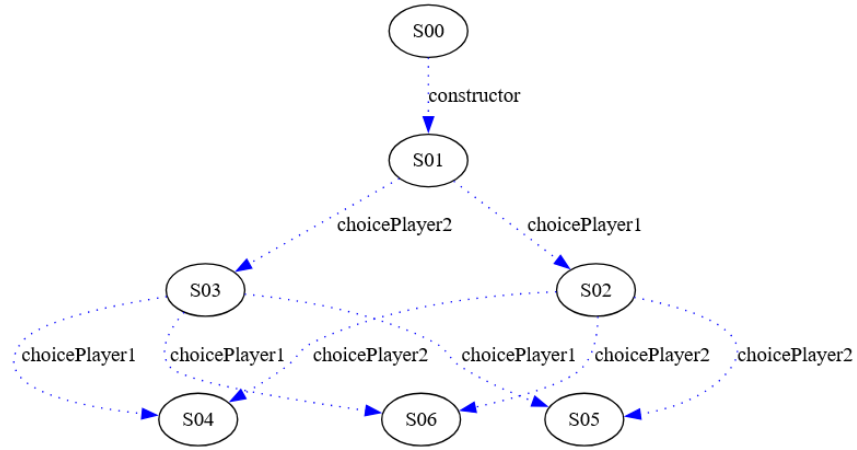 S00
constructor
S01
choicePlayer2
choicePlayer1
S03
S02
choicePlayer1
choicePlayer1
choicePlayer2
choicePlayer1
choicePlayer2
choicePlayer2
S04
S06
S05